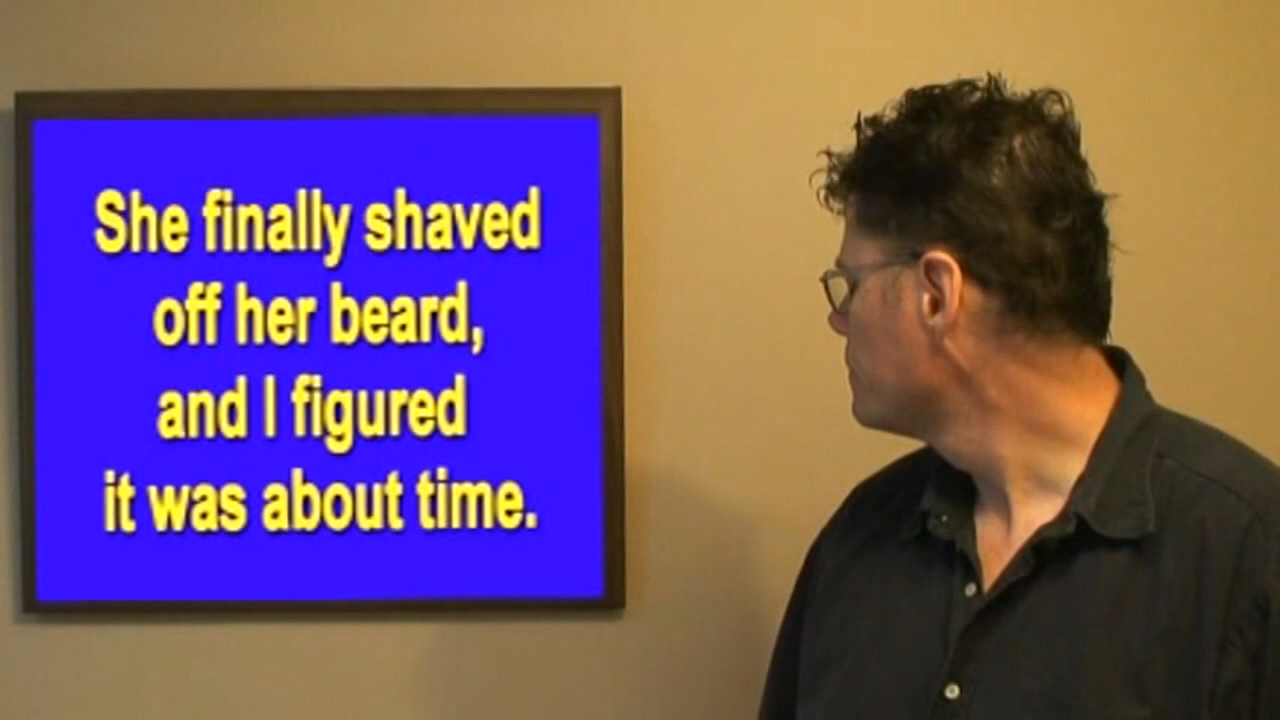 She finally shaved
off her beard,
and I figured
it was about time.